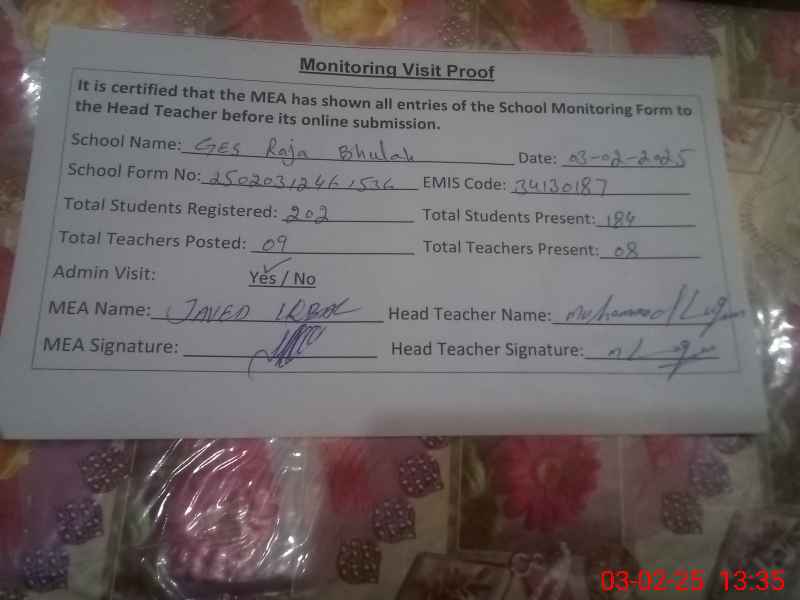 Monitoring Visit Proof
It is certified that the MEA has shown all entries of the School Monitoring Form to
the Head Teacher before its online submission.
School Name: GES Raja Bhulah Date: 03-02-2025
School Form No: 2502031246 1536 EMIS Code: 34130187
Total Students Registered: 202 Total Students Present: 184
Total Teachers Posted: 09 Total Teachers Present: 08
Admin Visit: Yes / No
MEA Name: JAVED IQBAL Head Teacher Name: Muhammad
MEA Signature: Head Teacher Signature:
03-02-25 13:35